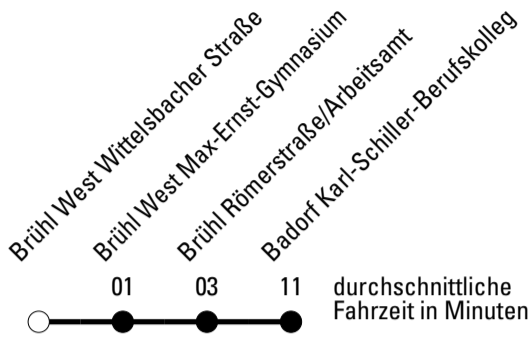 Brühl West Wittelsbacher Straße
Brühl West Max-Ernst-Gymnasium
Brühl Römerstraße/Arbeitsamt
Badorf Karl-Schiller-Berufskolleg
01 03 11 durchschnittliche
Fahrzeit in Minuten